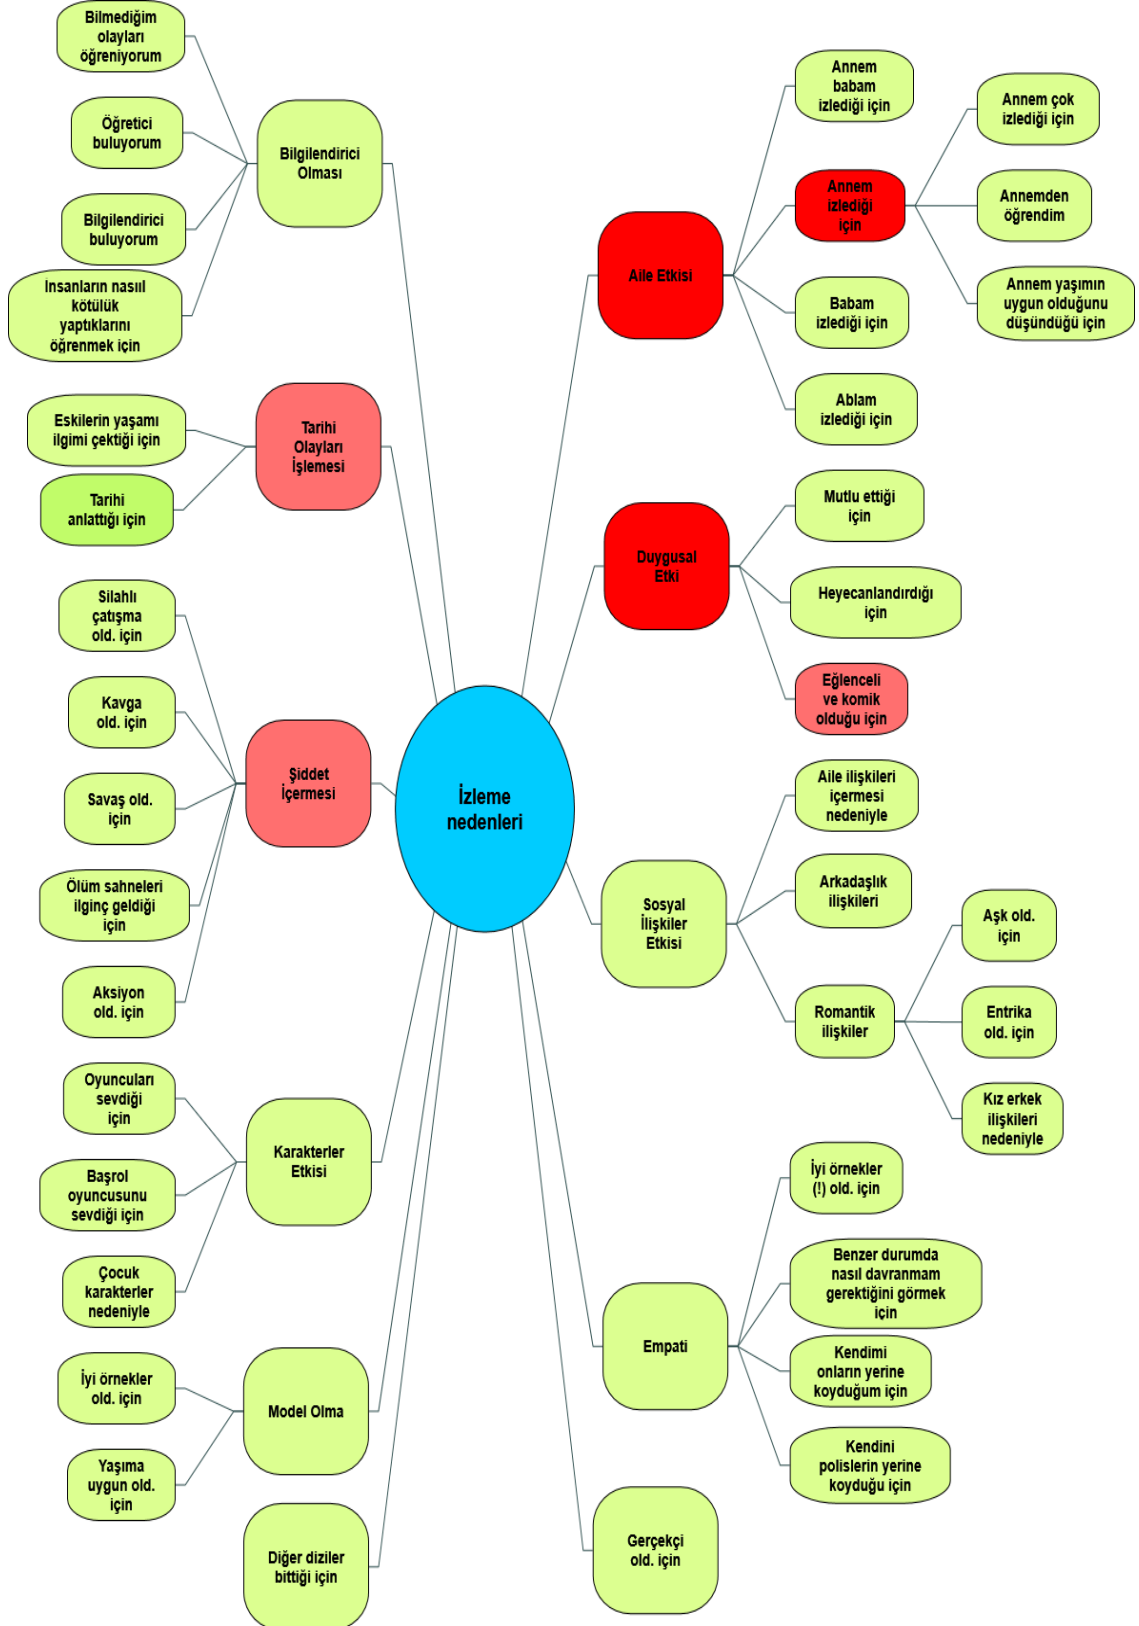 Bilmediğim
olayları
öğreniyorum
Öğretici
buluyorum
Bilgilendirici
buluyorum
İnsanların nasııl
kötülük
yaptıklarını
öğrenmek için
Bilgilendirici
Olması
Eskilerin yaşamı
ilgimi çektiği için
Tarihi
anlattığı için
Tarihi
Olayları
İşlemesi
Silahlı
çatışma
old. için
Kavga
old. için
Savaş old.
için
Ölüm sahneleri
ilginç geldiği
için
Aksiyon
old. için
Şiddet
İçermesi
Oyuncuları
sevdiği
için
Başrol
oyuncusunu
sevdiği için
Çocuk
karakterler
nedeniyle
Karakterler
Etkisi
İyi örnekler
old. için
Yaşıma
uygun old.
için
Model Olma
Diğer diziler
bittiği için
İzleme
nedenleri
Aile Etkisi
Annem
babam
izlediği için
Annem
izlediği
için
Annem çok
izlediği için
Annemden
öğrendim
Annem yaşımın
uygun olduğunu
düşündüğü için
Babam
izlediği için
Ablam
izlediği için
Duygusal
Etki
Mutlu ettiği
için
Heyecanlandırdığı
için
Eğlenceli
ve komik
olduğu için
Sosyal
İlişkiler
Etkisi
Aile ilişkileri
içermesi
nedeniyle
Arkadaşlık
ilişkileri
Romantik
ilişkiler
Aşk old.
için
Entrika
old. için
Kız erkek
ilişkileri
nedeniyle
Empati
İyi örnekler
(!) old. için
Benzer durumda
nasıl davranmam
gerektiğini görmek
için
Kendimi
onların yerine
koyduğum için
Kendini
polislerin yerine
koyduğu için
Gerçekçi
old. için